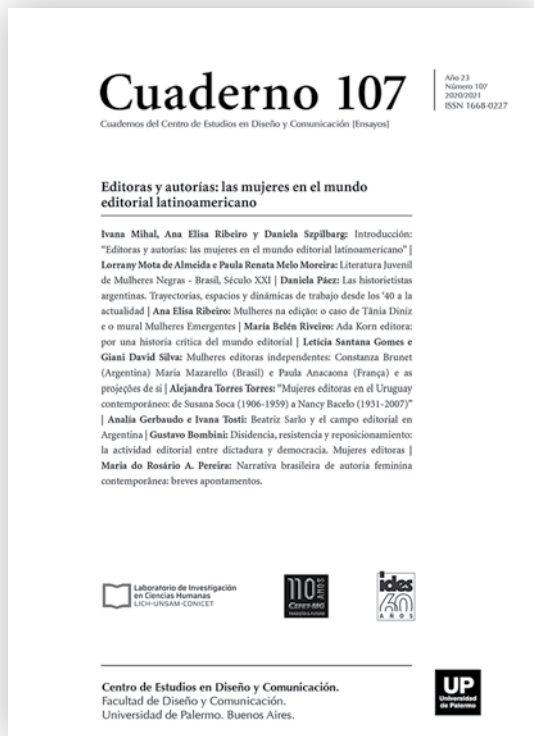 Cuaderno 107
Cuadernos del Centro de Estudios en Diseño y Comunicación [Ensayos]
Año 23
Número 107
2020/2021
ISSN 1668-0227
Editoras y autorías: las mujeres en el mundo
editorial latinoamericano
Ivana Mihal, Ana Elisa Ribeiro y Daniela Szpilbarg: Introducción:
"Editoras y autorías: las mujeres en el mundo editorial latinoamericano" |
Lorrany Mota de Almeida e Paula Renata Melo Moreira: Literatura Juvenil
de Mulheres Negras - Brasil, Século XXI | Daniela Páez: Las historietistas
argentinas. Trayectorias, espacios y dinámicas de trabajo desde los '40 a la
actualidad | Ana Elisa Ribeiro: Mulheres na edição: o caso de Tânia Diniz
e o mural Mulheres Emergentes | María Belén Riveiro: Ada Korn editora:
por una historia crítica del mundo editorial | Letícia Santana Gomes e
Giani David Silva: Mulheres editoras independentes: Constanza Brunet
(Argentina) María Mazarello (Brasil) e Paula Anacaona (França) e as
projeções de si | Alejandra Torres Torres: "Mujeres editoras en el Uruguay
contemporáneo: de Susana Soca (1906-1959) a Nancy Bacelo (1931-2007)"
| Analía Gerbaudo e Ivana Tosti: Beatriz Sarlo y el campo editorial en
Argentina | Gustavo Bombini: Disidencia, resistencia y reposicionamiento:
la actividad editorial entre dictadura y democracia. Mujeres editoras |
Maria do Rosário A. Pereira: Narrativa brasileira de autoria feminina
contemporânea: breves apontamentos.
Laboratorio de Investigación
en Ciencias Humanas
LICH-UNSAM-CONICET
110 ANOS
CEFET-MG
ides
60
AÑOS
Centro de Estudios en Diseño y Comunicación.
Facultad de Diseño y Comunicación.
Universidad de Palermo. Buenos Aires.
UP
Universidad
de Palermo